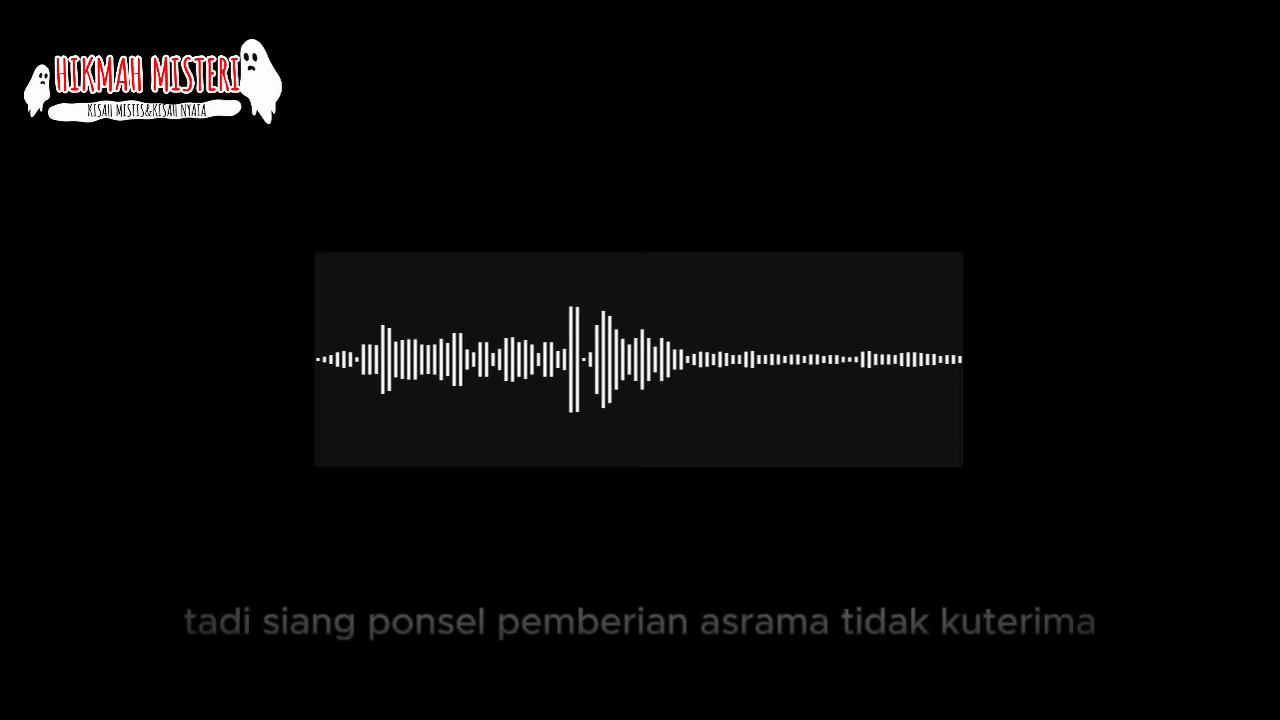 HIKMAH MISTERI
KISAH MISTIS&KISAH NYATA
tadi siang ponsel pemberian asrama tidak kuterima